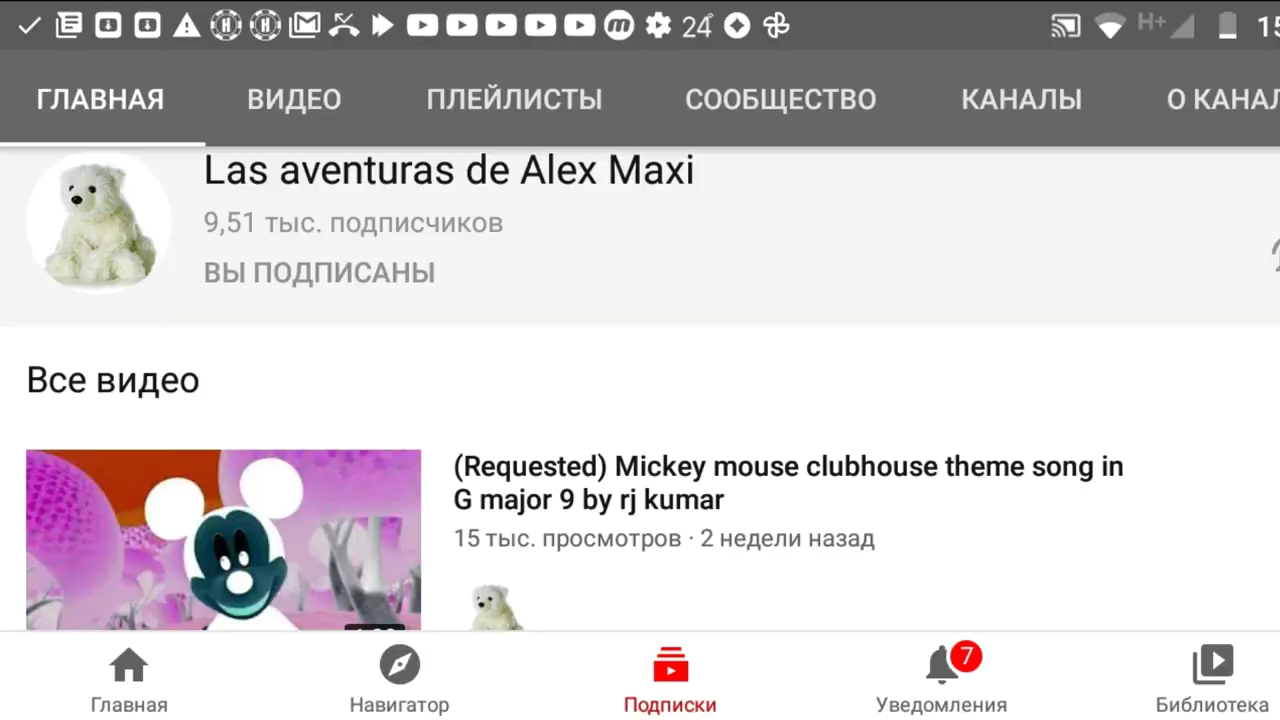 24°
H+
ГЛАВНАЯ
ВИДЕО
ПЛЕЙЛИСТЫ
СООБЩЕСТВО
КАНАЛЫ
О
Las aventuras de Alex Maxi
9,51 тыс. подписчиков
ВЫ ПОДПИСАНЫ
Все видео
(Requested) Mickey mouse clubhouse theme song in
G major 9 by rj kumar
15 тыс. просмотров · 2 недели назад
7
Главная
Навигатор
Подписки
Уведомления
Библиотека